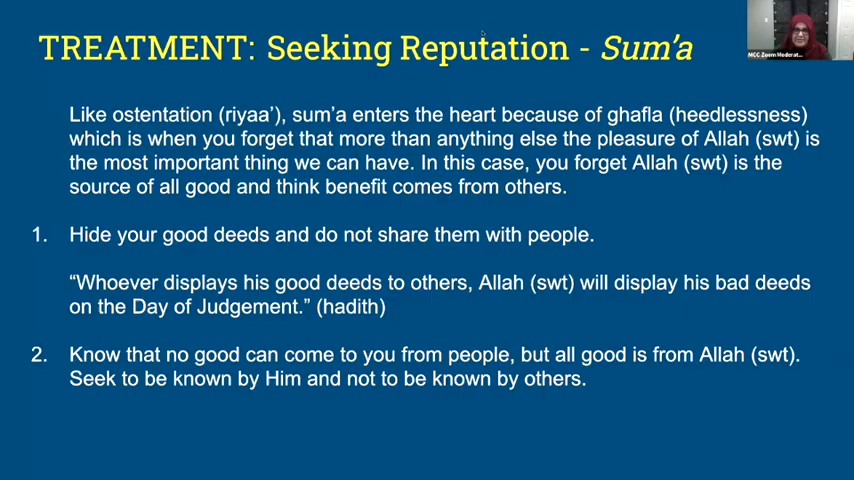 TREATMENT: Seeking Reputation - Sum’a
Like ostentation (riyaa’), sum’a enters the heart because of ghafla (heedlessness)
which is when you forget that more than anything else the pleasure of Allah (swt) is
the most important thing we can have. In this case, you forget Allah (swt) is the
source of all good and think benefit comes from others.
1. Hide your good deeds and do not share them with people.
“Whoever displays his good deeds to others, Allah (swt) will display his bad deeds
on the Day of Judgement.” (hadith)
2. Know that no good can come to you from people, but all good is from Allah (swt).
Seek to be known by Him and not to be known by others.
MCC Zoom Moderat...